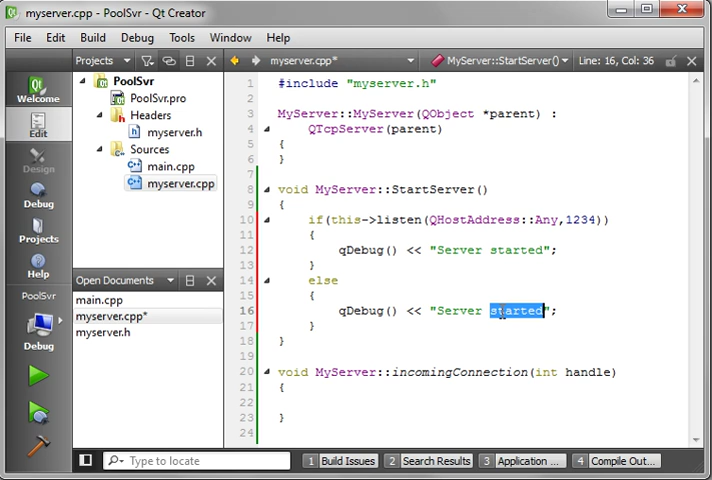 myserver.cpp - PoolSvr - Qt Creator
File Edit Build Debug Tools Window Help
Projects
myserver.cpp*
MyServer::StartServer()
Line: 16, Col: 36
Welcome
Edit
Design
Debug
Projects
Help
PoolSvr
Debug
PoolSvr
PoolSvr.pro
Headers
myserver.h
Sources
main.cpp
myserver.cpp
Open Documents
main.cpp
myserver.cpp*
myserver.h
1 #include "myserver.h"
2
3 MyServer::MyServer(QObject *parent) :
4 QTcpServer(parent)
5 {
6 }
7
8 void MyServer::StartServer()
9 {
10 if(this->listen(QHostAddress::Any,1234))
11 {
12 qDebug() << "Server started";
13 }
14 else
15 {
16 qDebug() << "Server started";
17 }
18 }
19
20 void MyServer::incomingConnection(int handle)
21 {
22
23 }
24
Type to locate
1 Build Issues
2 Search Results
3 Application ...
4 Compile Out...